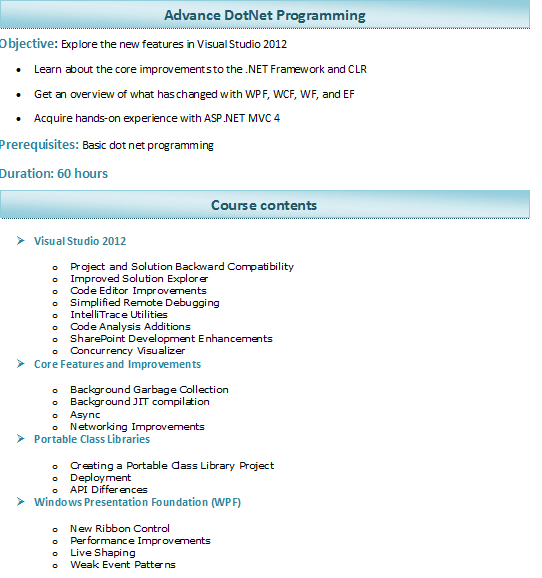 Advance DotNet Programming
Objective: Explore the new features in Visual Studio 2012
• Learn about the core improvements to the .NET Framework and CLR
• Get an overview of what has changed with WPF, WCF, WF, and EF
• Acquire hands-on experience with ASP.NET MVC 4
Prerequisites: Basic dot net programming
Duration: 60 hours
Course contents
➢ Visual Studio 2012
o Project and Solution Backward Compatibility
o Improved Solution Explorer
o Code Editor Improvements
o Simplified Remote Debugging
o IntelliTrace Utilities
o Code Analysis Additions
o SharePoint Development Enhancements
o Concurrency Visualizer
➢ Core Features and Improvements
o Background Garbage Collection
o Background JIT compilation
o Async
o Networking Improvements
➢ Portable Class Libraries
o Creating a Portable Class Library Project
o Deployment
o API Differences
➢ Windows Presentation Foundation (WPF)
o New Ribbon Control
o Performance Improvements
o Live Shaping
o Weak Event Patterns